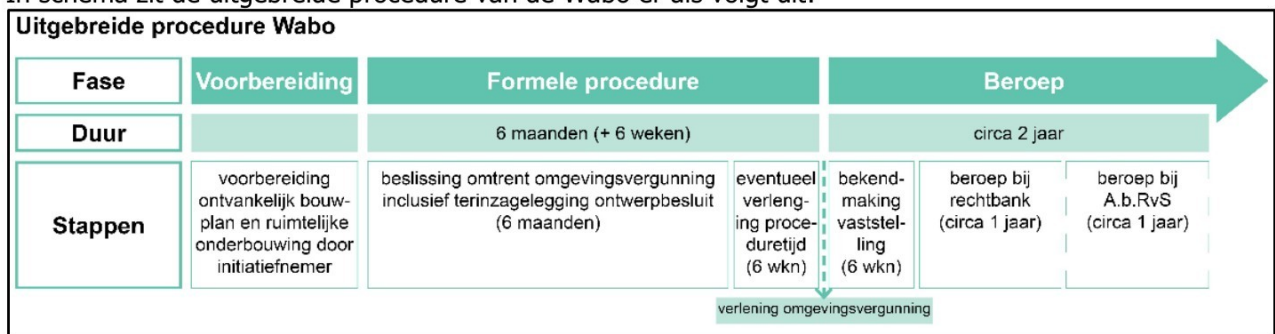 In schema zit de uitgebreide procedure van de Wabo er als volgt uit:
Uitgebreide procedure Wabo
Fase
Voorbereiding
Formele procedure
Beroep
Duur
6 maanden (+ 6 weken)
circa 2 jaar
Stappen
voorbereiding
ontvankelijk bouw-
plan en ruimtelijke
onderbouwing door
initiatiefnemer
beslissing omtrent omgevingsvergunning
inclusief terinzagelegging ontwerpbesluit
(6 maanden)
eventueel
verleng-
ing proce-
duretijd
(6 wkn)
bekend-
making
vaststel-
ling
(6 wkn)
beroep bij
rechtbank
(circa 1 jaar)
beroep bij
A.b.RvS
(circa 1 jaar)
verlening omgevingsvergunning